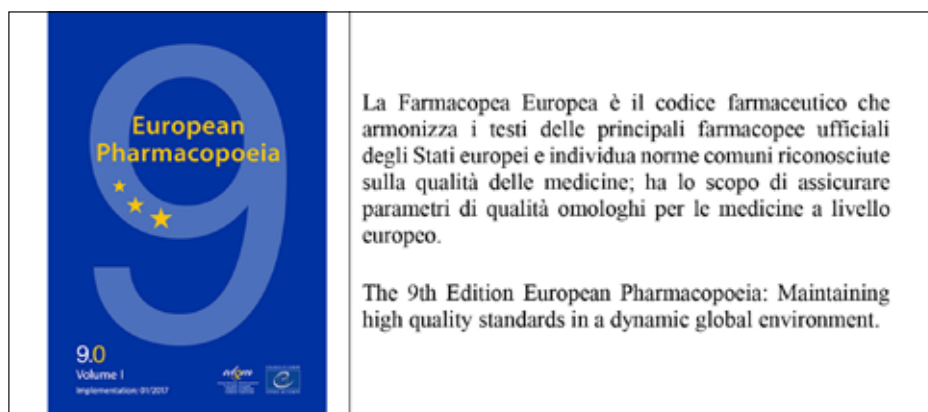 9
European
Pharmacopoeia
9.0
Volume I
Implementation: 01/2017
La Farmacopea Europea è il codice farmaceutico che
armonizza i testi delle principali farmacopee ufficiali
degli Stati europei e individua norme comuni riconosciute
sulla qualità delle medicine; ha lo scopo di assicurare
parametri di qualità omologhi per le medicine a livello
europeo.
The 9th Edition European Pharmacopoeia: Maintaining
high quality standards in a dynamic global environment.